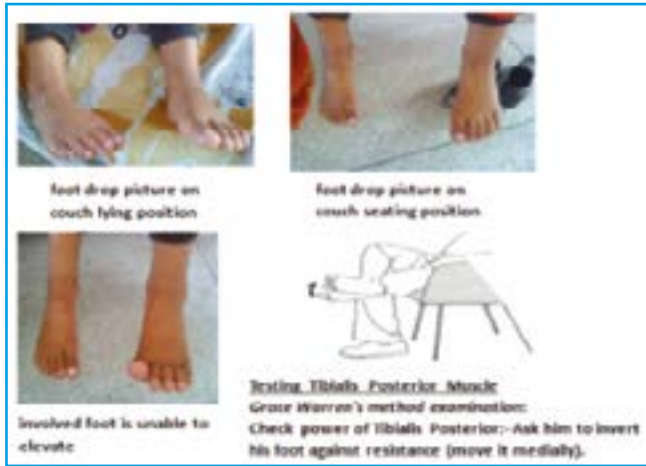 foot drop picture on
couch lying position
foot drop picture on
couch seating position
involved foot is unable to
elevate
Testing Tibialis Posterior Muscle
Grace Warren's method examination:
Check power of Tibialis Posterior:-Ask him to invert
his foot against resistance (move it medially).